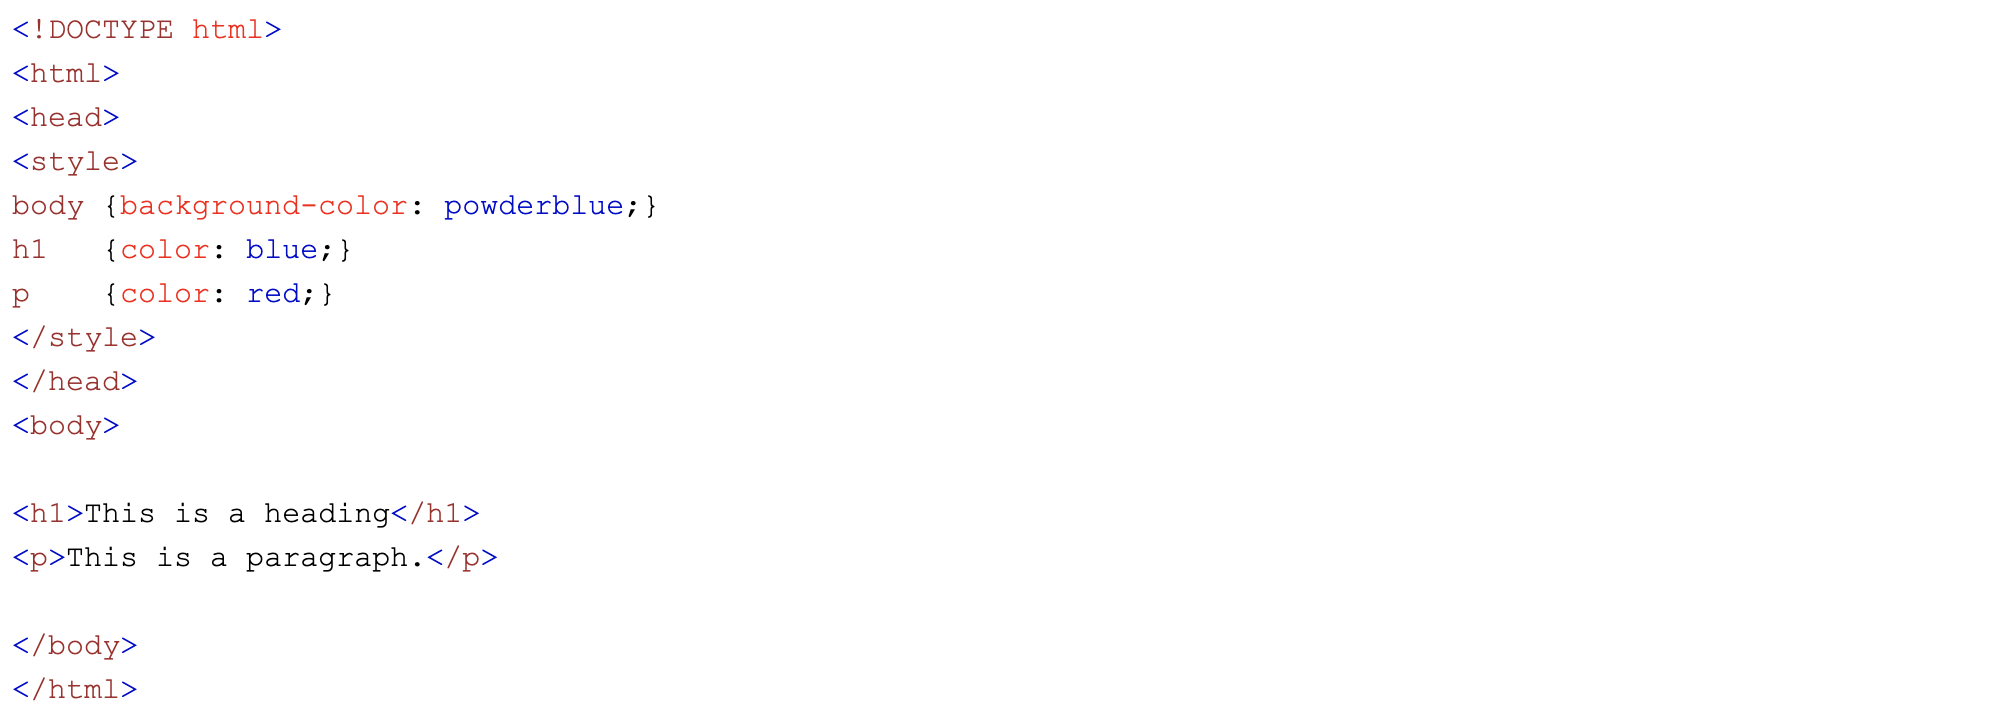 <!DOCTYPE html>
<html>
<head>
<style>
body {background-color: powderblue;}
h1   {color: blue;}
p    {color: red;}
</style>
</head>
<body>

<h1>This is a heading</h1>
<p>This is a paragraph.</p>

</body>
</html>